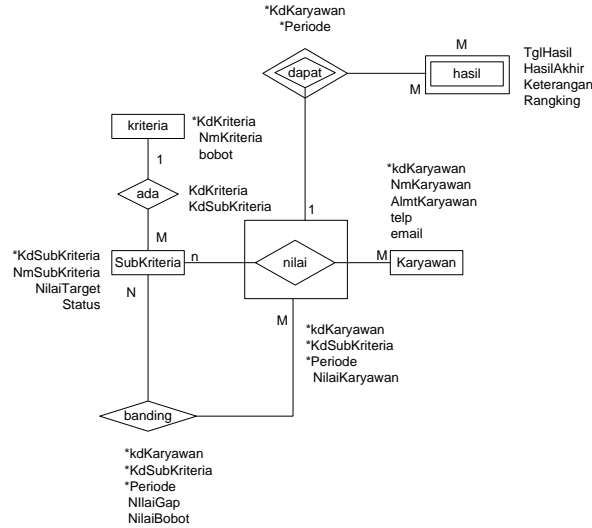 *KdKaryawan
*Periode
dapat
M
M
hasil
TglHasil
HasilAkhir
Keterangan
Rangking
kriteria
*KdKriteria
NmKriteria
bobot
1
ada
KdKriteria
KdSubKriteria
M
*kdKaryawan
NmKaryawan
AlmtKaryawan
telp
email
1
*KdSubKriteria
NmSubKriteria
NilaiTarget
Status
SubKriteria
n
nilai
M
Karyawan
N
M
*kdKaryawan
*KdSubKriteria
*Periode
NilaiKaryawan
banding
*kdKaryawan
*KdSubKriteria
*Periode
NIlaiGap
NilaiBobot